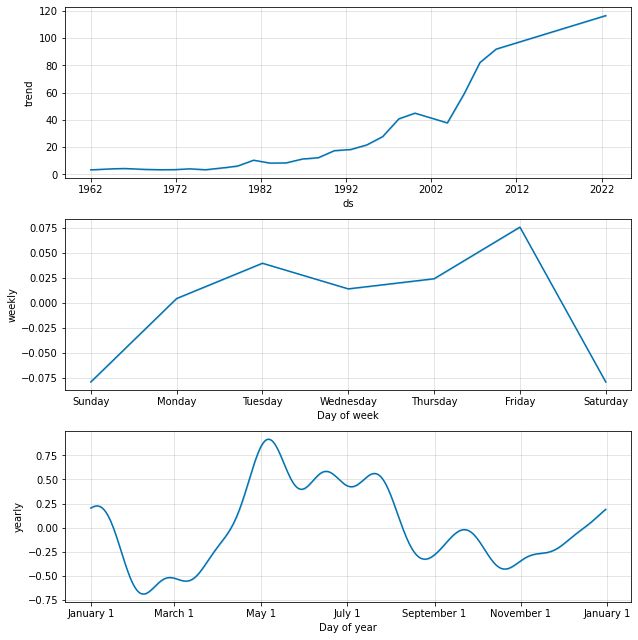 120
100
80
60
40
20
0
trend
1962 1972 1982 1992 2002 2012 2022
ds
0.075
0.050
0.025
0.000
−0.025
−0.050
−0.075
weekly
Sunday Monday Tuesday Wednesday Thursday Friday Saturday
Day of week
0.75
0.50
0.25
0.00
−0.25
−0.50
−0.75
yearly
January 1 March 1 May 1 July 1 September 1 November 1 January 1
Day of year